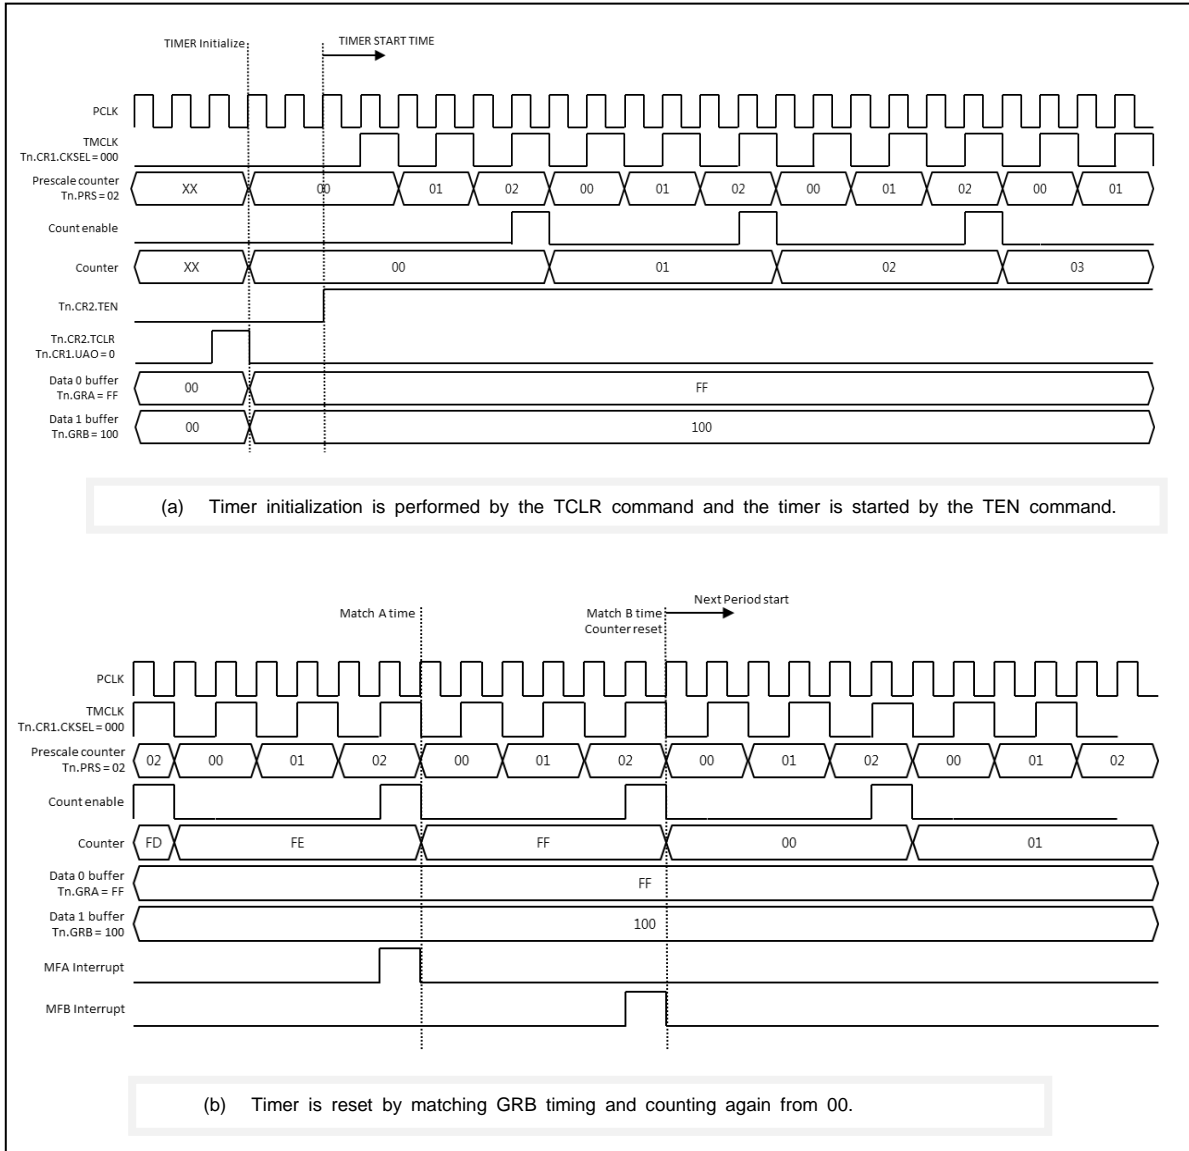 TIMER Initialize
TIMER START TIME
PCLK
TMCLK
Tn.CR1.CKSEL = 000
Prescale counter
Tn.PRS = 02
XX 00 01 02 00 01 02 00 01 02 00 01
Count enable
Counter
XX 00 01 02 03
Tn.CR2.TEN
Tn.CR2.TCLR
Tn.CR1.UAO = 0
Data 0 buffer
Tn.GRA = FF
00 FF
Data 1 buffer
Tn.GRB = 100
00 100
(a) Timer initialization is performed by the TCLR command and the timer is started by the TEN command.
Match A time
Match B time
Counter reset
Next Period start
PCLK
TMCLK
Tn.CR1.CKSEL = 000
Prescale counter
Tn.PRS = 02
02 00 01 02 00 01 02 00 01 02 00 01 02
Count enable
Counter
FD FE FF 00 01
Data 0 buffer
Tn.GRA = FF
FF
Data 1 buffer
Tn.GRB = 100
100
MFA Interrupt
MFB Interrupt
(b) Timer is reset by matching GRB timing and counting again from 00.